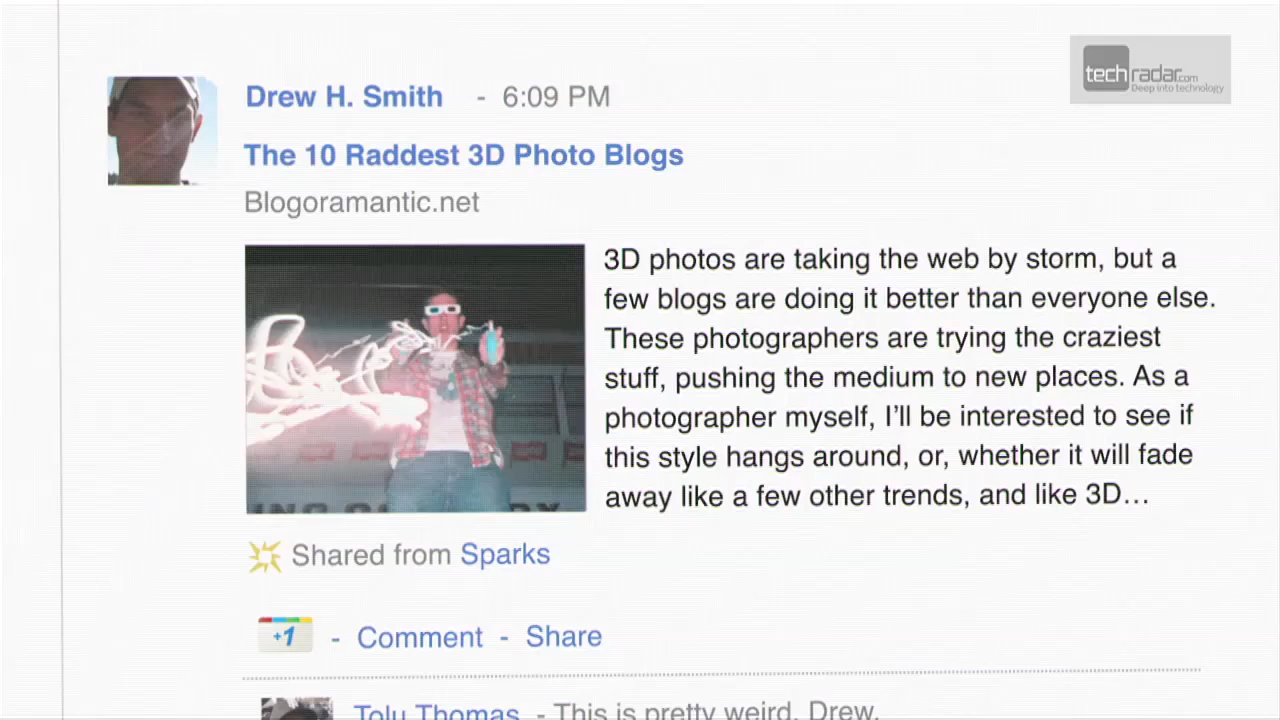 techradar.com
Deep into technology
Drew H. Smith - 6:09 PM
The 10 Raddest 3D Photo Blogs
Blogoramantic.net
3D photos are taking the web by storm, but a
few blogs are doing it better than everyone else.
These photographers are trying the craziest
stuff, pushing the medium to new places. As a
photographer myself, I'll be interested to see if
this style hangs around, or, whether it will fade
away like a few other trends, and like 3D...
Shared from Sparks
+1 - Comment - Share
Tolu Thomas - This is pretty weird, Drew.